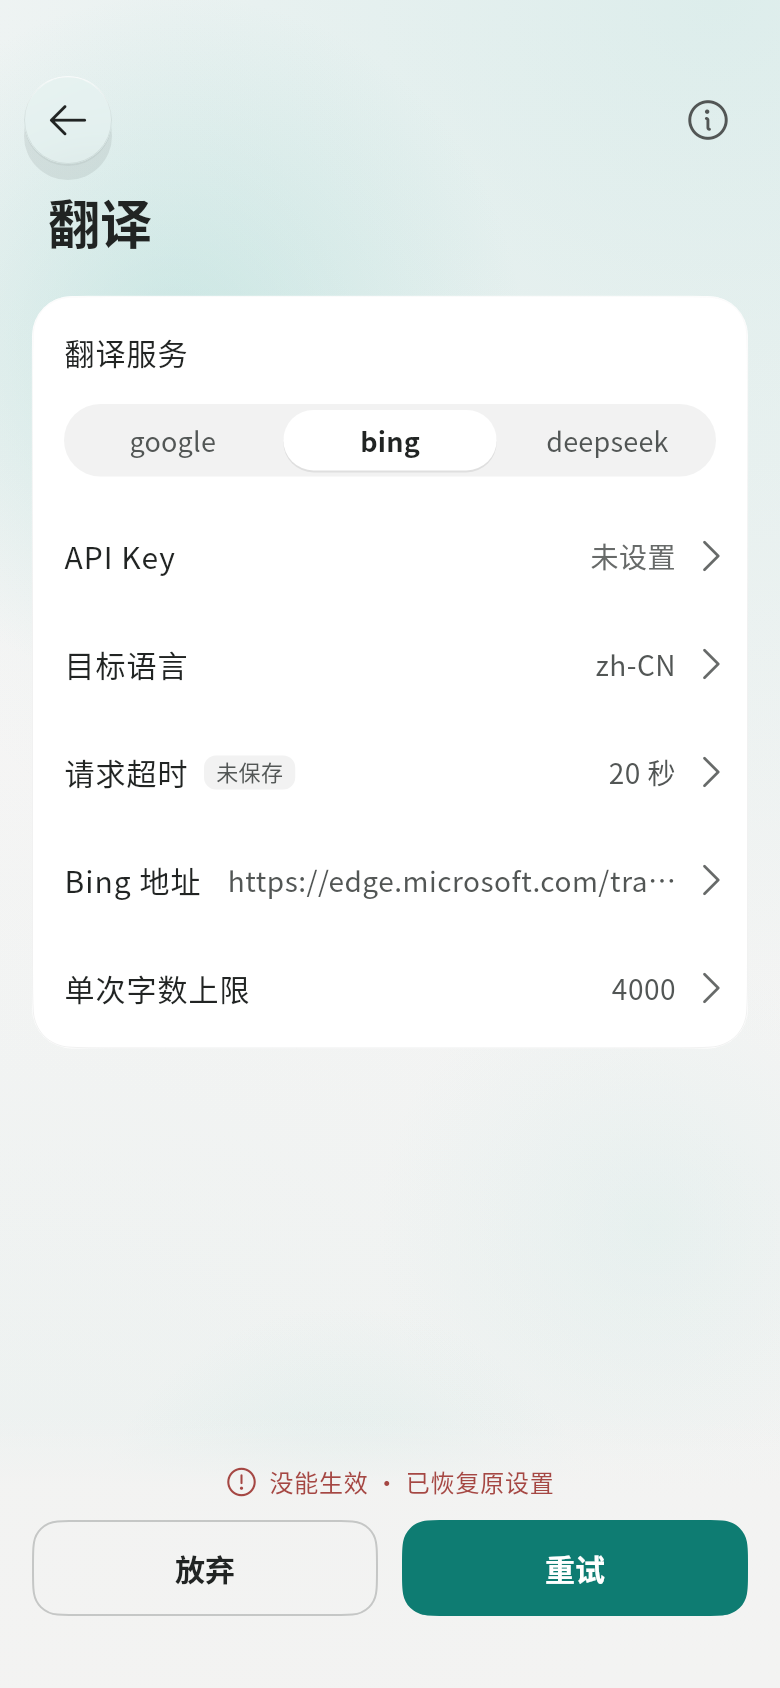 翻译
翻译服务
google bing deepseek
API Key 未设置
目标语言 zh-CN
请求超时 未保存 20 秒
Bing 地址 https://edge.microsoft.com/tra…
单次字数上限 4000
没能生效 · 已恢复原设置
放弃 重试